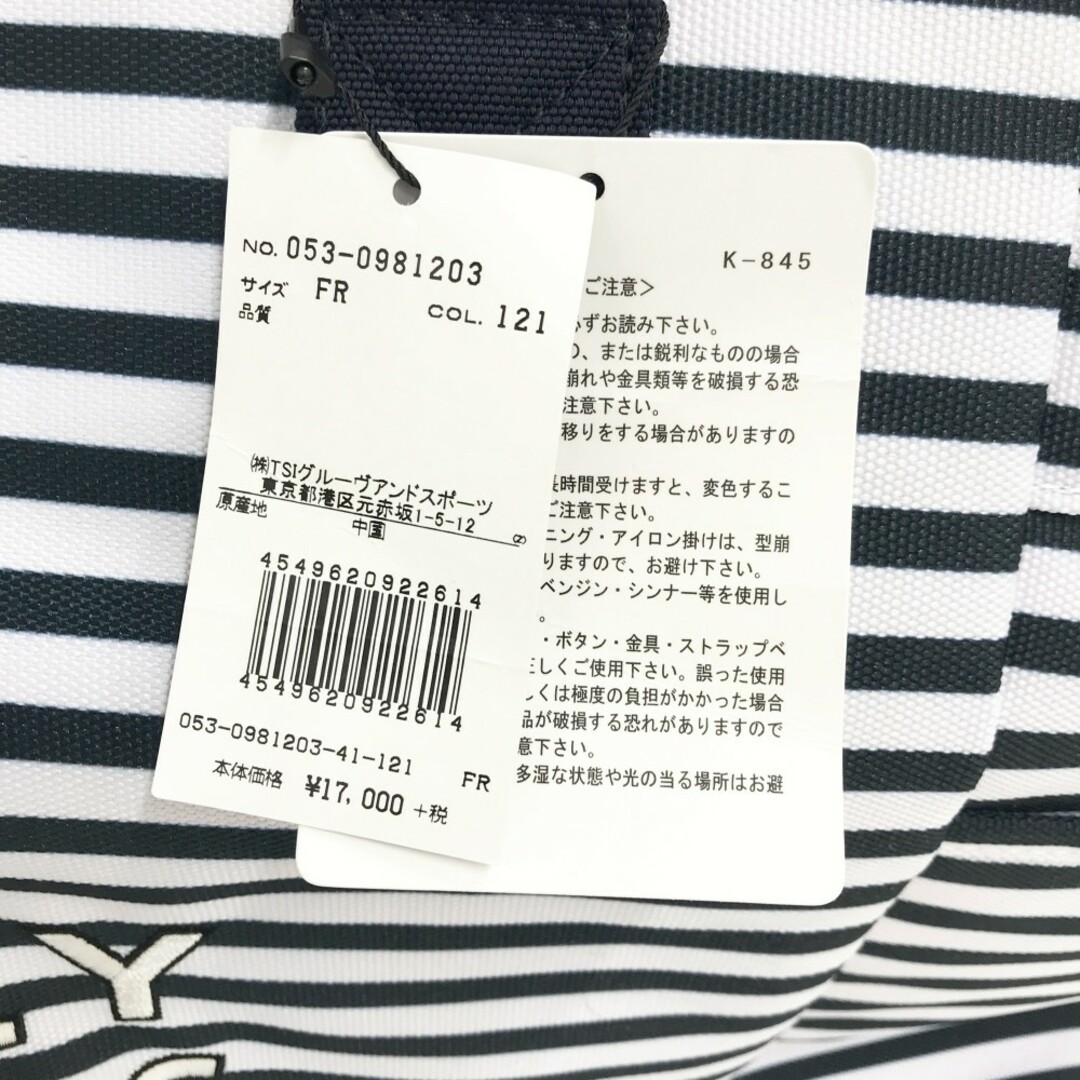 NO. 053-0981203
サイズ FR
COL. 121
品質
㈱TSIグルーヴアンドスポーツ
東京都港区元赤坂1-5-12
原産地
中国
4549620922614
4549620922614
053-0981203-41-121 FR
本体価格 ¥17,000 +税
K-845
ご注意>
ずお読み下さい。
、または鋭利なものの場合
崩れや金具類等を破損する恐
注意下さい。
移りをする場合がありますの
長時間受けますと、変色するこ
ご注意下さい。
ニング・アイロン掛けは、型崩
りますので、お避け下さい。
ベンジン・シンナー等を使用し
。
・ボタン・金具・ストラップベ
正しくご使用下さい。誤った使用
しくは極度の負担がかかった場合
品が破損する恐れがありますので
意下さい。
多湿な状態や光の当る場所はお避
Y